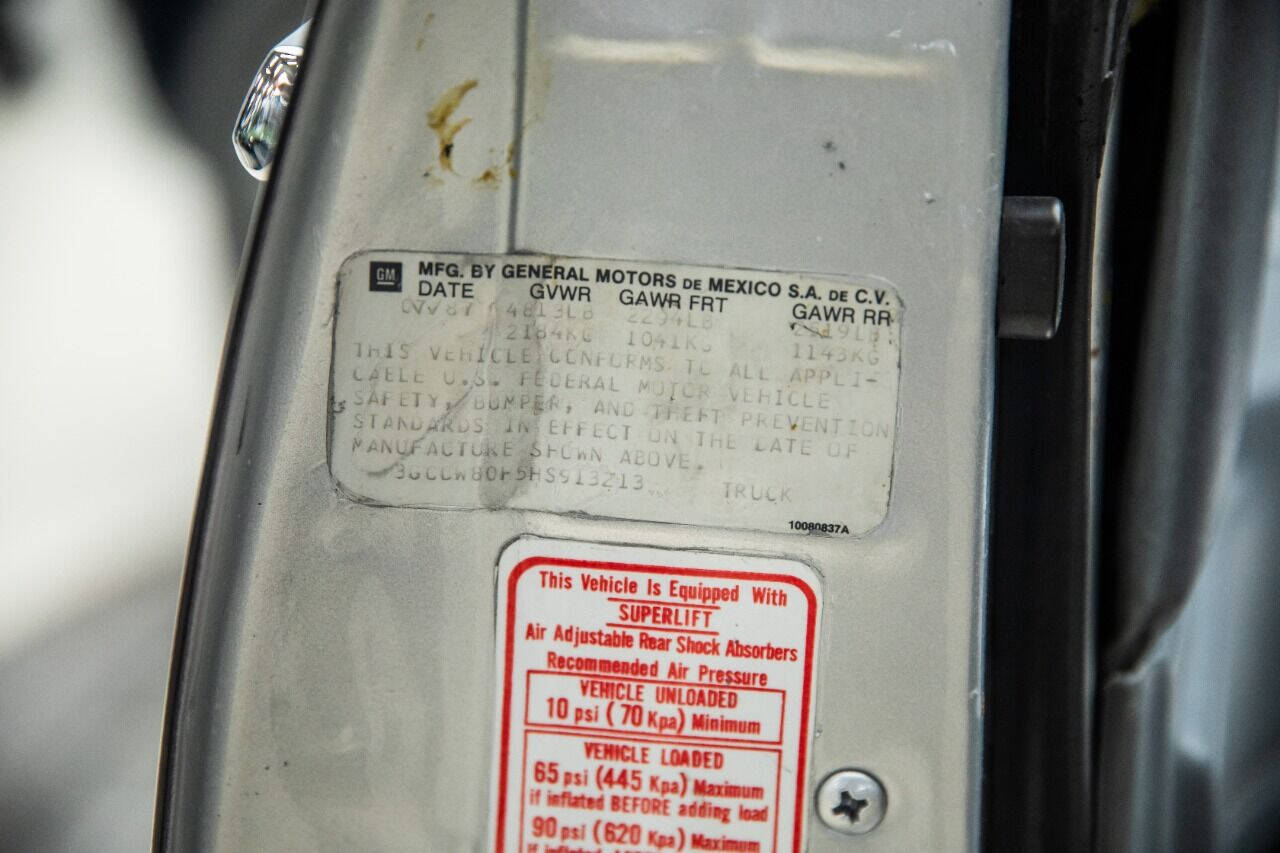 GM
MFG. BY GENERAL MOTORS DE MEXICO S.A. DE C.V.
DATE GVWR GAWR FRT GAWR RR
4813LB 2294LB
2184KG 1041KG 1143KG
THIS VEHICLE CONFORMS TO ALL APPLI-
CABLE U.S. FEDERAL MOTOR VEHICLE
SAFETY, BUMPER, AND THEFT PREVENTION
STANDARDS IN EFFECT ON THE DATE OF
MANUFACTURE SHOWN ABOVE.
3GCCW80H5HS913213 TRUCK
10080837A
This Vehicle Is Equipped With
SUPERLIFT
Air Adjustable Rear Shock Absorbers
Recommended Air Pressure
VEHICLE UNLOADED
10 psi (70 Kpa) Minimum
VEHICLE LOADED
65 psi (445 Kpa) Maximum
if inflated BEFORE adding load
90 psi (620 Kpa) Maximum